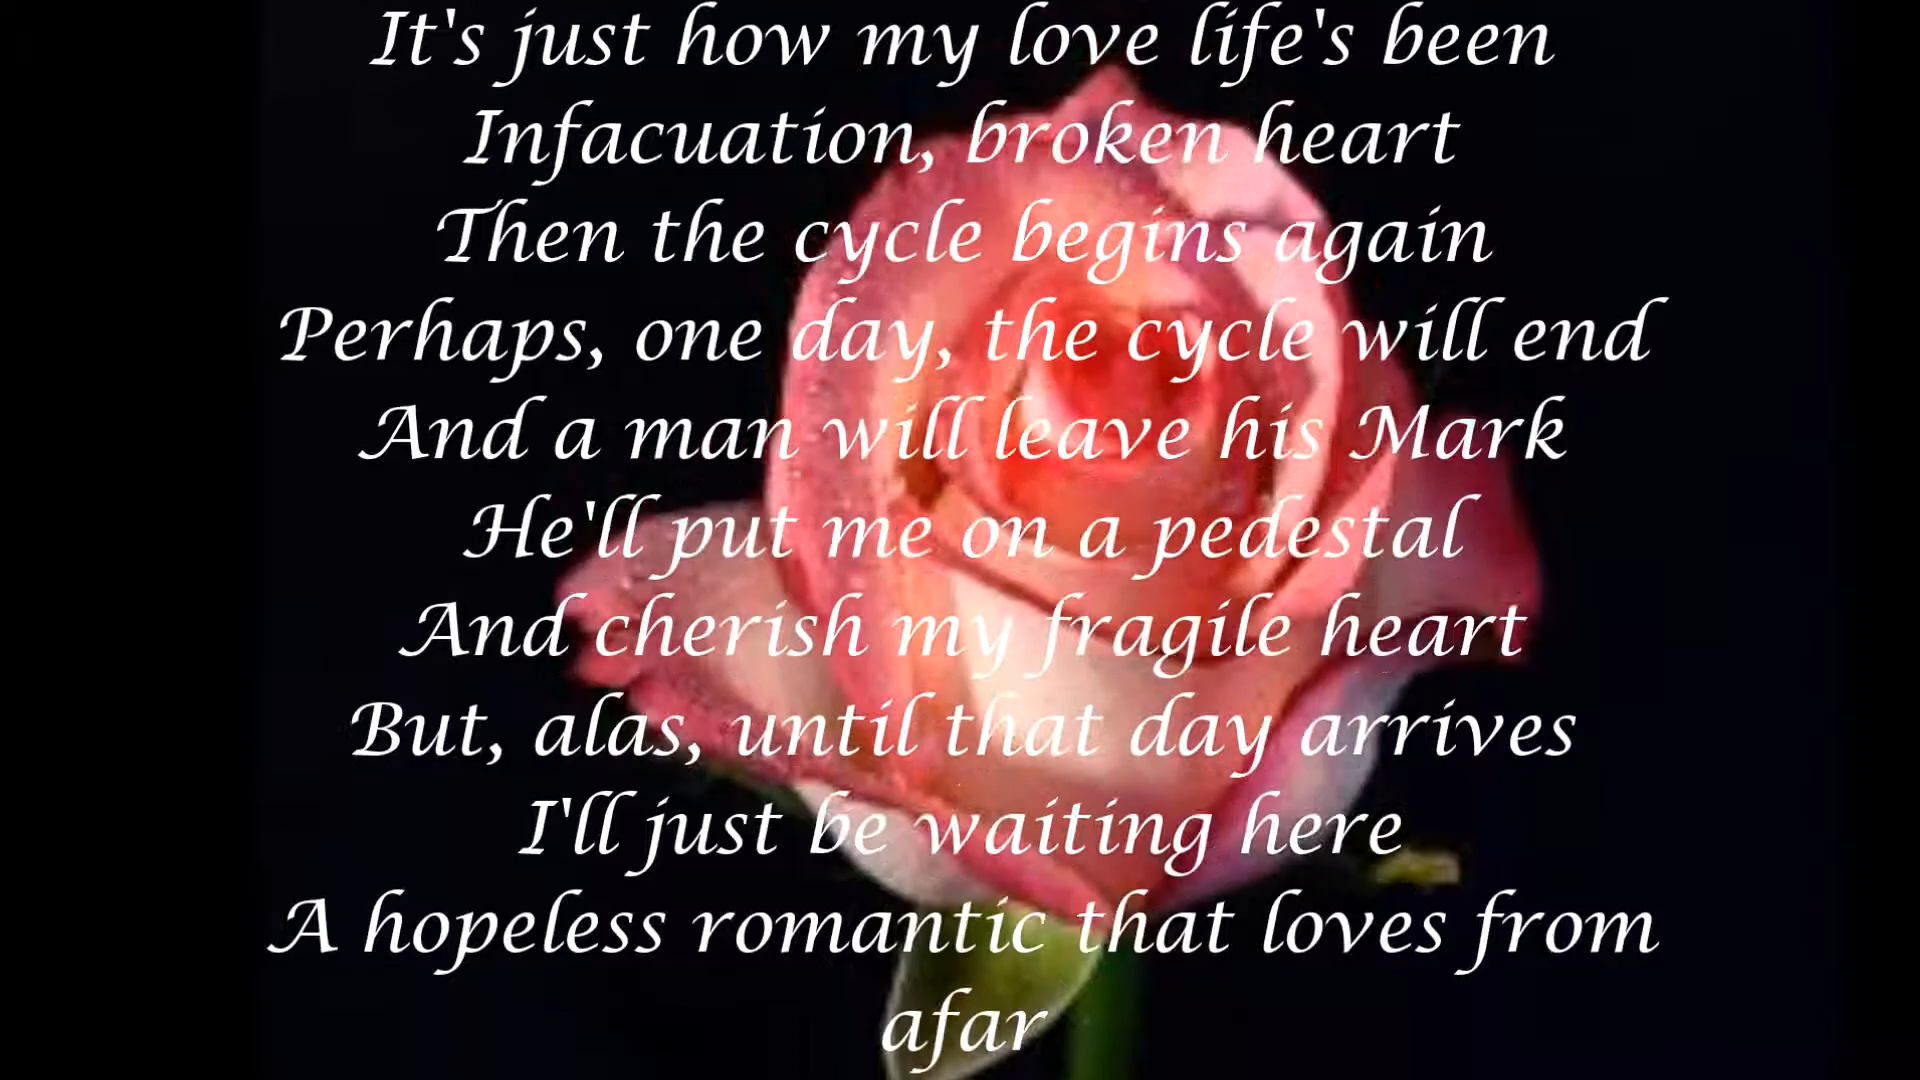 It's just how my love life's been
Infacuation, broken heart
Then the cycle begins again
Perhaps, one day, the cycle will end
And a man will leave his Mark
He'll put me on a pedestal
And cherish my fragile heart
But, alas, until that day arrives
I'll just be waiting here
A hopeless romantic that loves from
afar